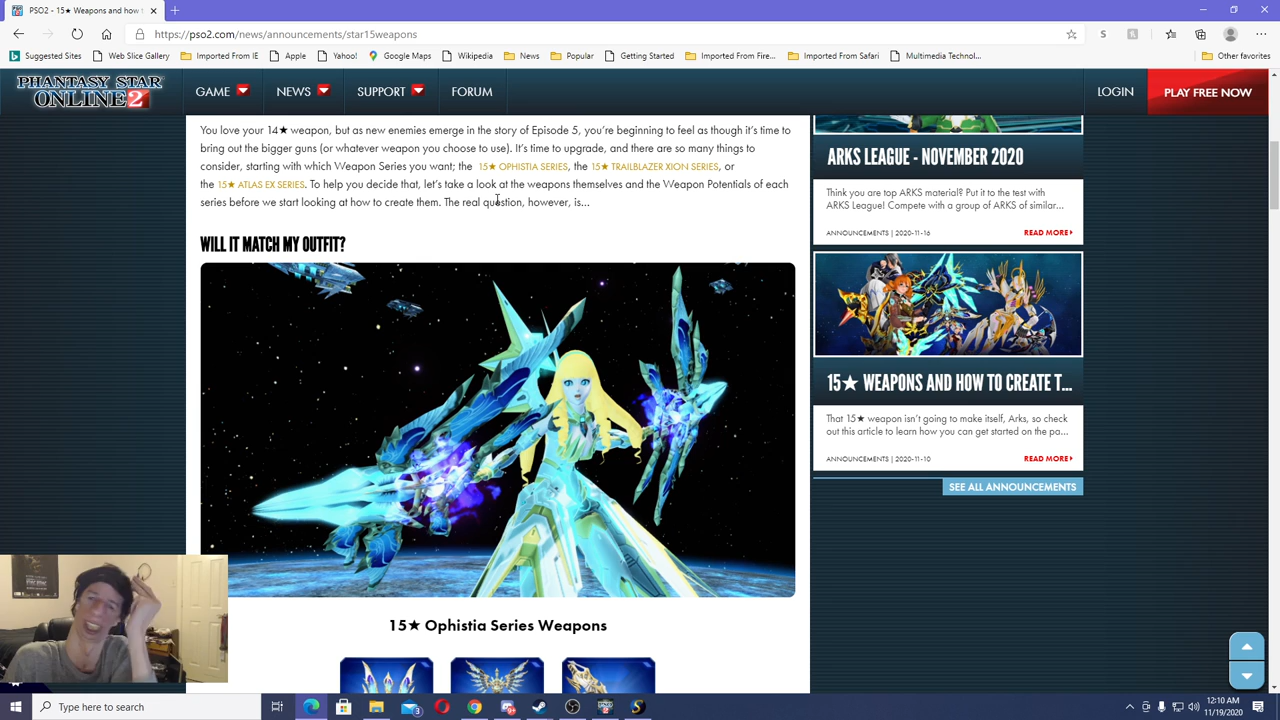 PSO2 - 15★ Weapons and how t
https://pso2.com/news/announcements/star15weapons
Suggested Sites
Web Slice Gallery
Imported From IE
Apple
Yahoo!
Google Maps
Wikipedia
News
Popular
Getting Started
Imported From Fire...
Imported From Safari
Multimedia Technol...
Other favorites
PHANTASY STAR
ONLINE 2
GAME
NEWS
SUPPORT
FORUM
LOGIN
PLAY FREE NOW
You love your 14★ weapon, but as new enemies emerge in the story of Episode 5, you're beginning to feel as though it's time to
bring out the bigger guns (or whatever weapon you choose to use). It's time to upgrade, and there are so many things to
consider, starting with which Weapon Series you want; the 15★ OPHISTIA SERIES, the 15★ TRAILBLAZER XION SERIES, or
the 15★ ATLAS EX SERIES. To help you decide that, let's take a look at the weapons themselves and the Weapon Potentials of each
series before we start looking at how to create them. The real question, however, is...
WILL IT MATCH MY OUTFIT?
15★ Ophistia Series Weapons
ARKS LEAGUE - NOVEMBER 2020
Think you are top ARKS material? Put it to the test with
ARKS League! Compete with a group of ARKS of similar...
ANNOUNCEMENTS | 2020-11-16
READ MORE
15★ WEAPONS AND HOW TO CREATE T...
That 15★ weapon isn't going to make itself, Arks, so check
out this article to learn how you can get started on the pa...
ANNOUNCEMENTS | 2020-11-10
READ MORE
SEE ALL ANNOUNCEMENTS
Type here to search
12:10 AM
11/19/2020